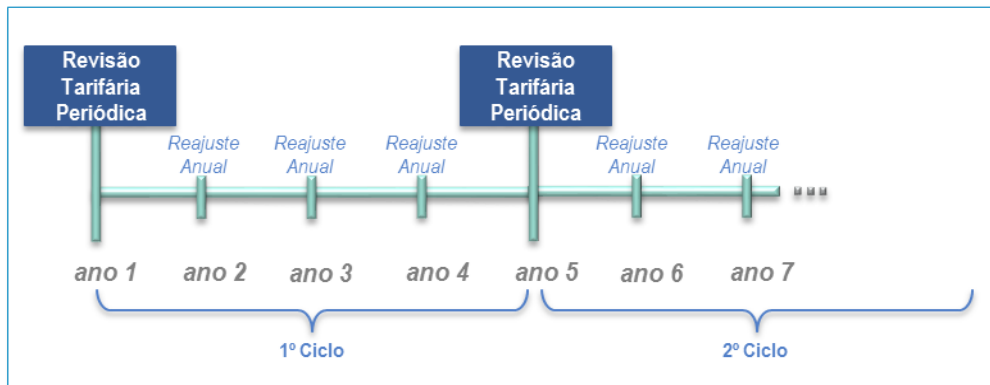 Revisão
Tarifária
Periódica
Revisão
Tarifária
Periódica
Reajuste
Anual
Reajuste
Anual
Reajuste
Anual
Reajuste
Anual
Reajuste
Anual
ano 1
ano 2
ano 3
ano 4
ano 5
ano 6
ano 7
1º Ciclo
2º Ciclo